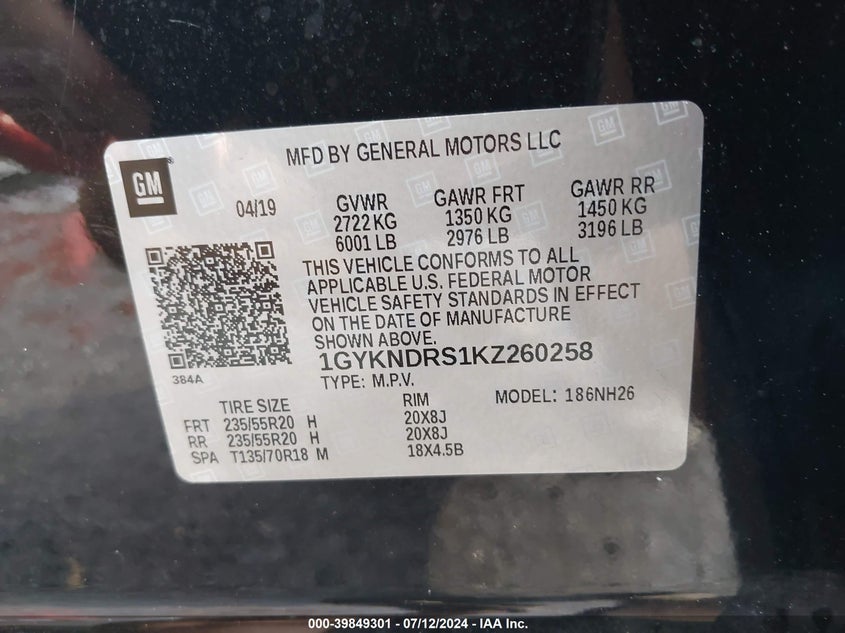 MFD BY GENERAL MOTORS LLC
GM
04/19
GVWR GAWR FRT GAWR RR
2722 KG 1350 KG 1450 KG
6001 LB 2976 LB 3196 LB
THIS VEHICLE CONFORMS TO ALL
APPLICABLE U.S. FEDERAL MOTOR
VEHICLE SAFETY STANDARDS IN EFFECT
ON THE DATE OF MANUFACTURE
SHOWN ABOVE.
1GYKNDRS1KZ260258
384A
TYPE: M.P.V. MODEL: 186NH26
TIRE SIZE RIM
FRT 235/55R20 H 20X8J
RR 235/55R20 H 20X8J
SPA T135/70R18 M 18X4.5B
000-39849301 - 07/12/2024 - IAA Inc.